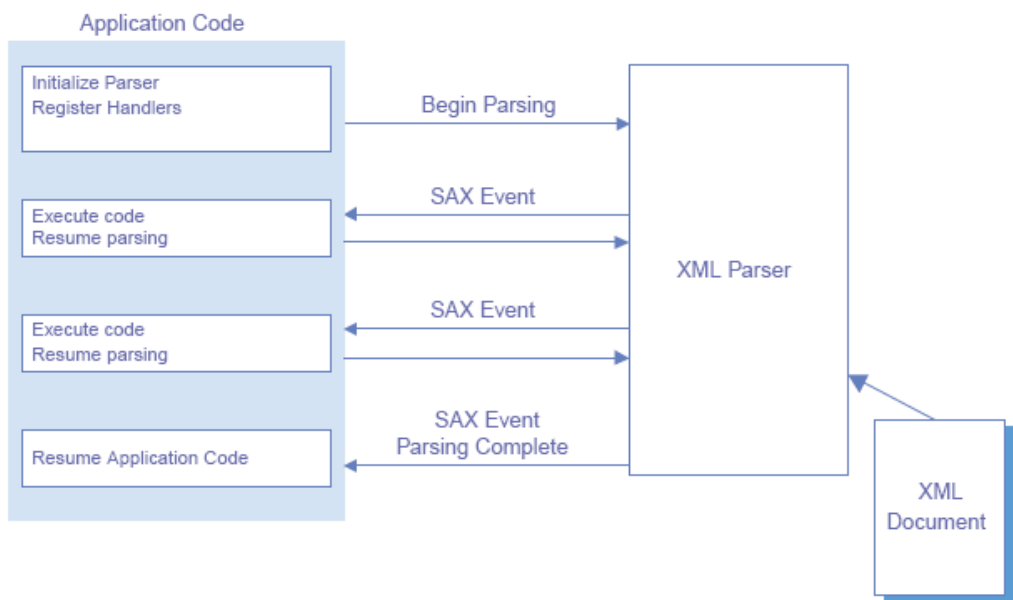 Application Code
Initialize Parser
Register Handlers
Begin Parsing
SAX Event
Execute code
Resume parsing
XML Parser
SAX Event
Execute code
Resume parsing
SAX Event
Parsing Complete
Resume Application Code
XML
Document